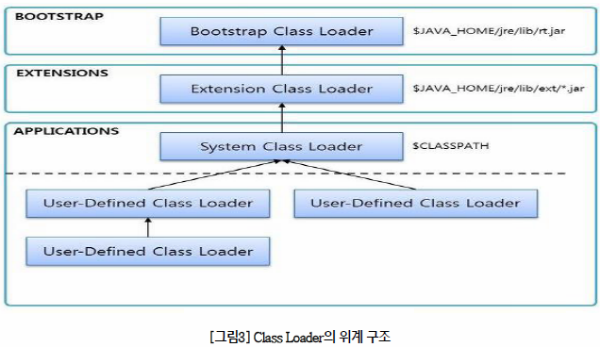 BOOTSTRAP
Bootstrap Class Loader $JAVA_HOME/jre/lib/rt.jar
EXTENSIONS
Extension Class Loader $JAVA_HOME/jre/lib/ext/*.jar
APPLICATIONS
System Class Loader $CLASSPATH
User-Defined Class Loader User-Defined Class Loader
User-Defined Class Loader
[그림3] Class Loader의 위계 구조